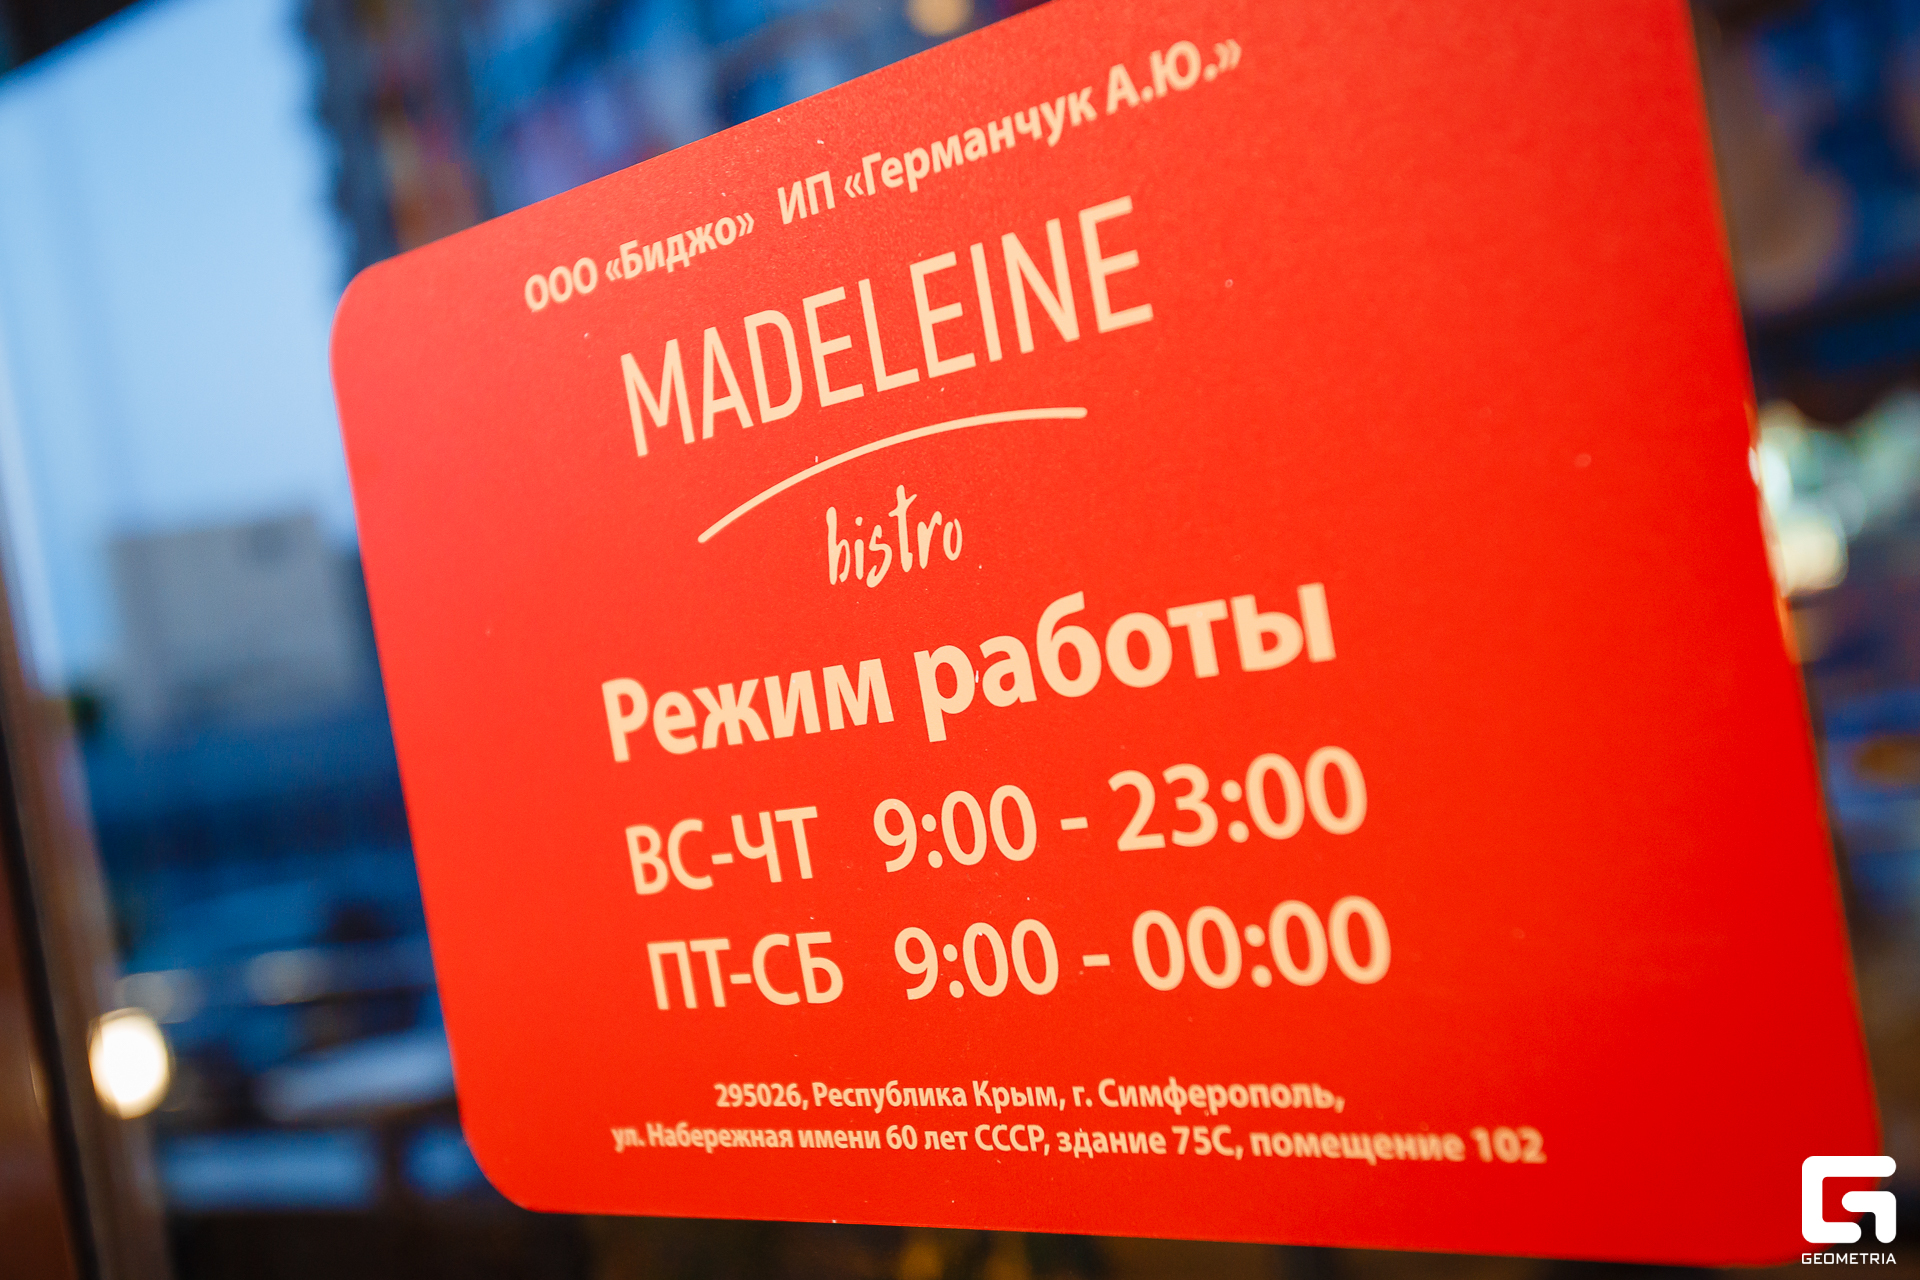 ООО «Биджо» ИП «Германчук А.Ю.»
MADELEINE
bistro
Режим работы
ВС-ЧТ 9:00 - 23:00
ПТ-СБ 9:00 - 00:00
295026, Республика Крым, г. Симферополь,
ул. Набережная имени 60 лет СССР, здание 75С, помещение 102
GEOMETRIA